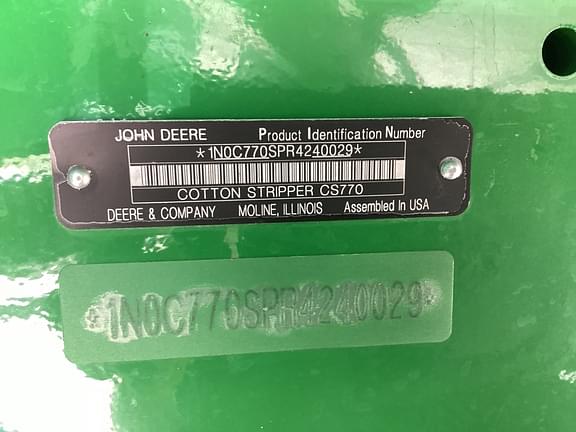 JOHN DEERE Product Identification Number
*1N0C770SPR4240029*
COTTON STRIPPER CS770
DEERE & COMPANY MOLINE, ILLINOIS Assembled In USA
*1N0C770SPR4240029*